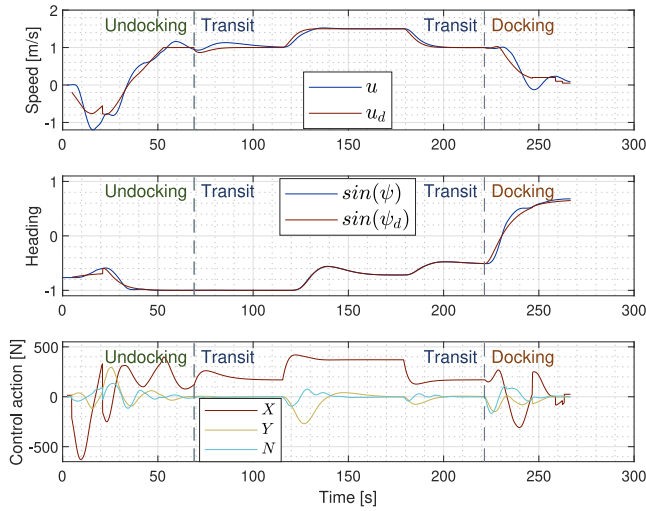 Speed [m/s]
2
1
0
-1
Undocking
Transit
Transit
Docking
u
u_d
0
50
100
150
200
250
300
Heading
1
0
-1
Undocking
Transit
Transit
Docking
sin(ψ)
sin(ψ_d)
0
50
100
150
200
250
300
Control action [N]
500
0
-500
Undocking
Transit
Transit
Docking
X
Y
N
0
50
100
150
200
250
300
Time [s]